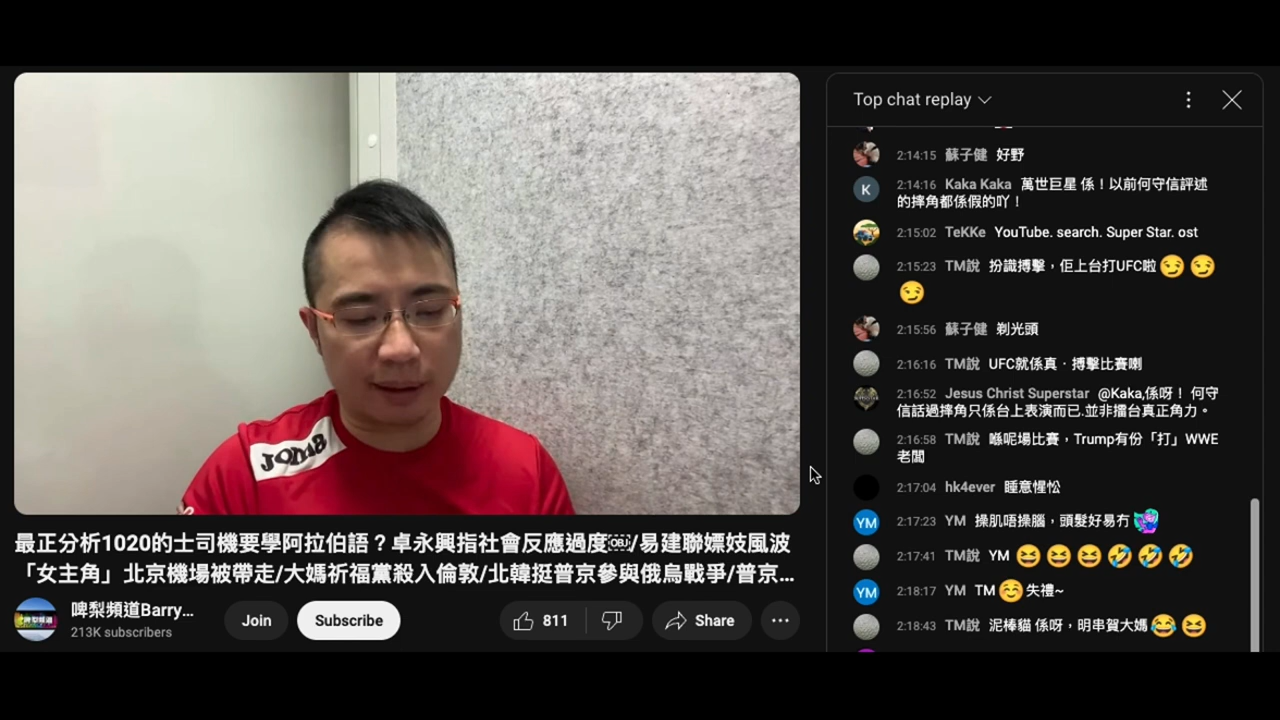 JOMA8
最正分析1020的士司機要學阿拉伯語？卓永興指社會反應過度￼/易建聯嫖妓風波
「女主角」北京機場被帶走/大媽祈福黨殺入倫敦/北韓挺普京參與俄烏戰爭/普京...
啤梨頻道
啤梨頻道Barry...
213K subscribers
Join
Subscribe
811
Share
Top chat replay
2:14:15 蘇子健 好野
K
2:14:16 Kaka Kaka 萬世巨星 係！以前何守信評述
的摔角都係假的吖！
2:15:02 TeKKe YouTube. search. Super Star. ost
2:15:23 TM說 扮識搏擊，佢上台打UFC啦😏😏
😏
2:15:56 蘇子健 剃光頭
2:16:16 TM說 UFC就係真．搏擊比賽喇
2:16:52 Jesus Christ Superstar @Kaka,係呀！ 何守
信話過摔角只係台上表演而已.並非擂台真正角力。
2:16:58 TM說 喺呢場比賽，Trump有份「打」WWE
老闆
2:17:04 hk4ever 睡意惺忪
YM
2:17:23 YM 操肌唔操腦，頭髮好易冇
2:17:41 TM說 YM 😆😆😆🤣🤣🤣
YM
2:18:17 YM TM☺️失禮~
2:18:43 TM說 泥棒貓 係呀，明串賀大媽😂😆